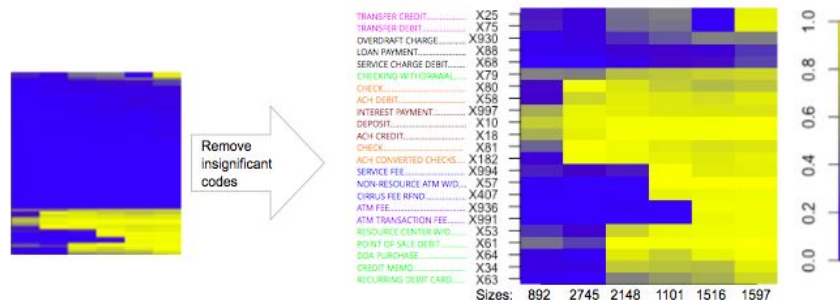 Remove
insignificant
codes
TRANSFER CREDIT X25
TRANSFER DEBIT X75
OVERDRAFT CHARGE X930
LOAN PAYMENT X88
SERVICE CHARGE DEBIT X68
CHECKING WITHDRAWAL X79
CHECK X80
ACH DEBIT X58
INTEREST PAYMENT X997
DEPOSIT X10
ACH CREDIT X18
CHECK X81
ACH CONVERTED CHECKS X182
SERVICE FEE X994
NON-RESOURCE ATM W/D X57
CIRRUS FEE RFND X407
ATM FEE X936
ATM TRANSACTION FEE X991
RESOURCE CENTER W/D X53
POINT OF SALE DEBIT X61
DDA PURCHASE X64
CREDIT MEMO X34
RECURRING DEBIT CARD X63
Sizes: 892 2745 2148 1101 1516 1597
1.0
0.8
0.6
0.4
0.2
0.0